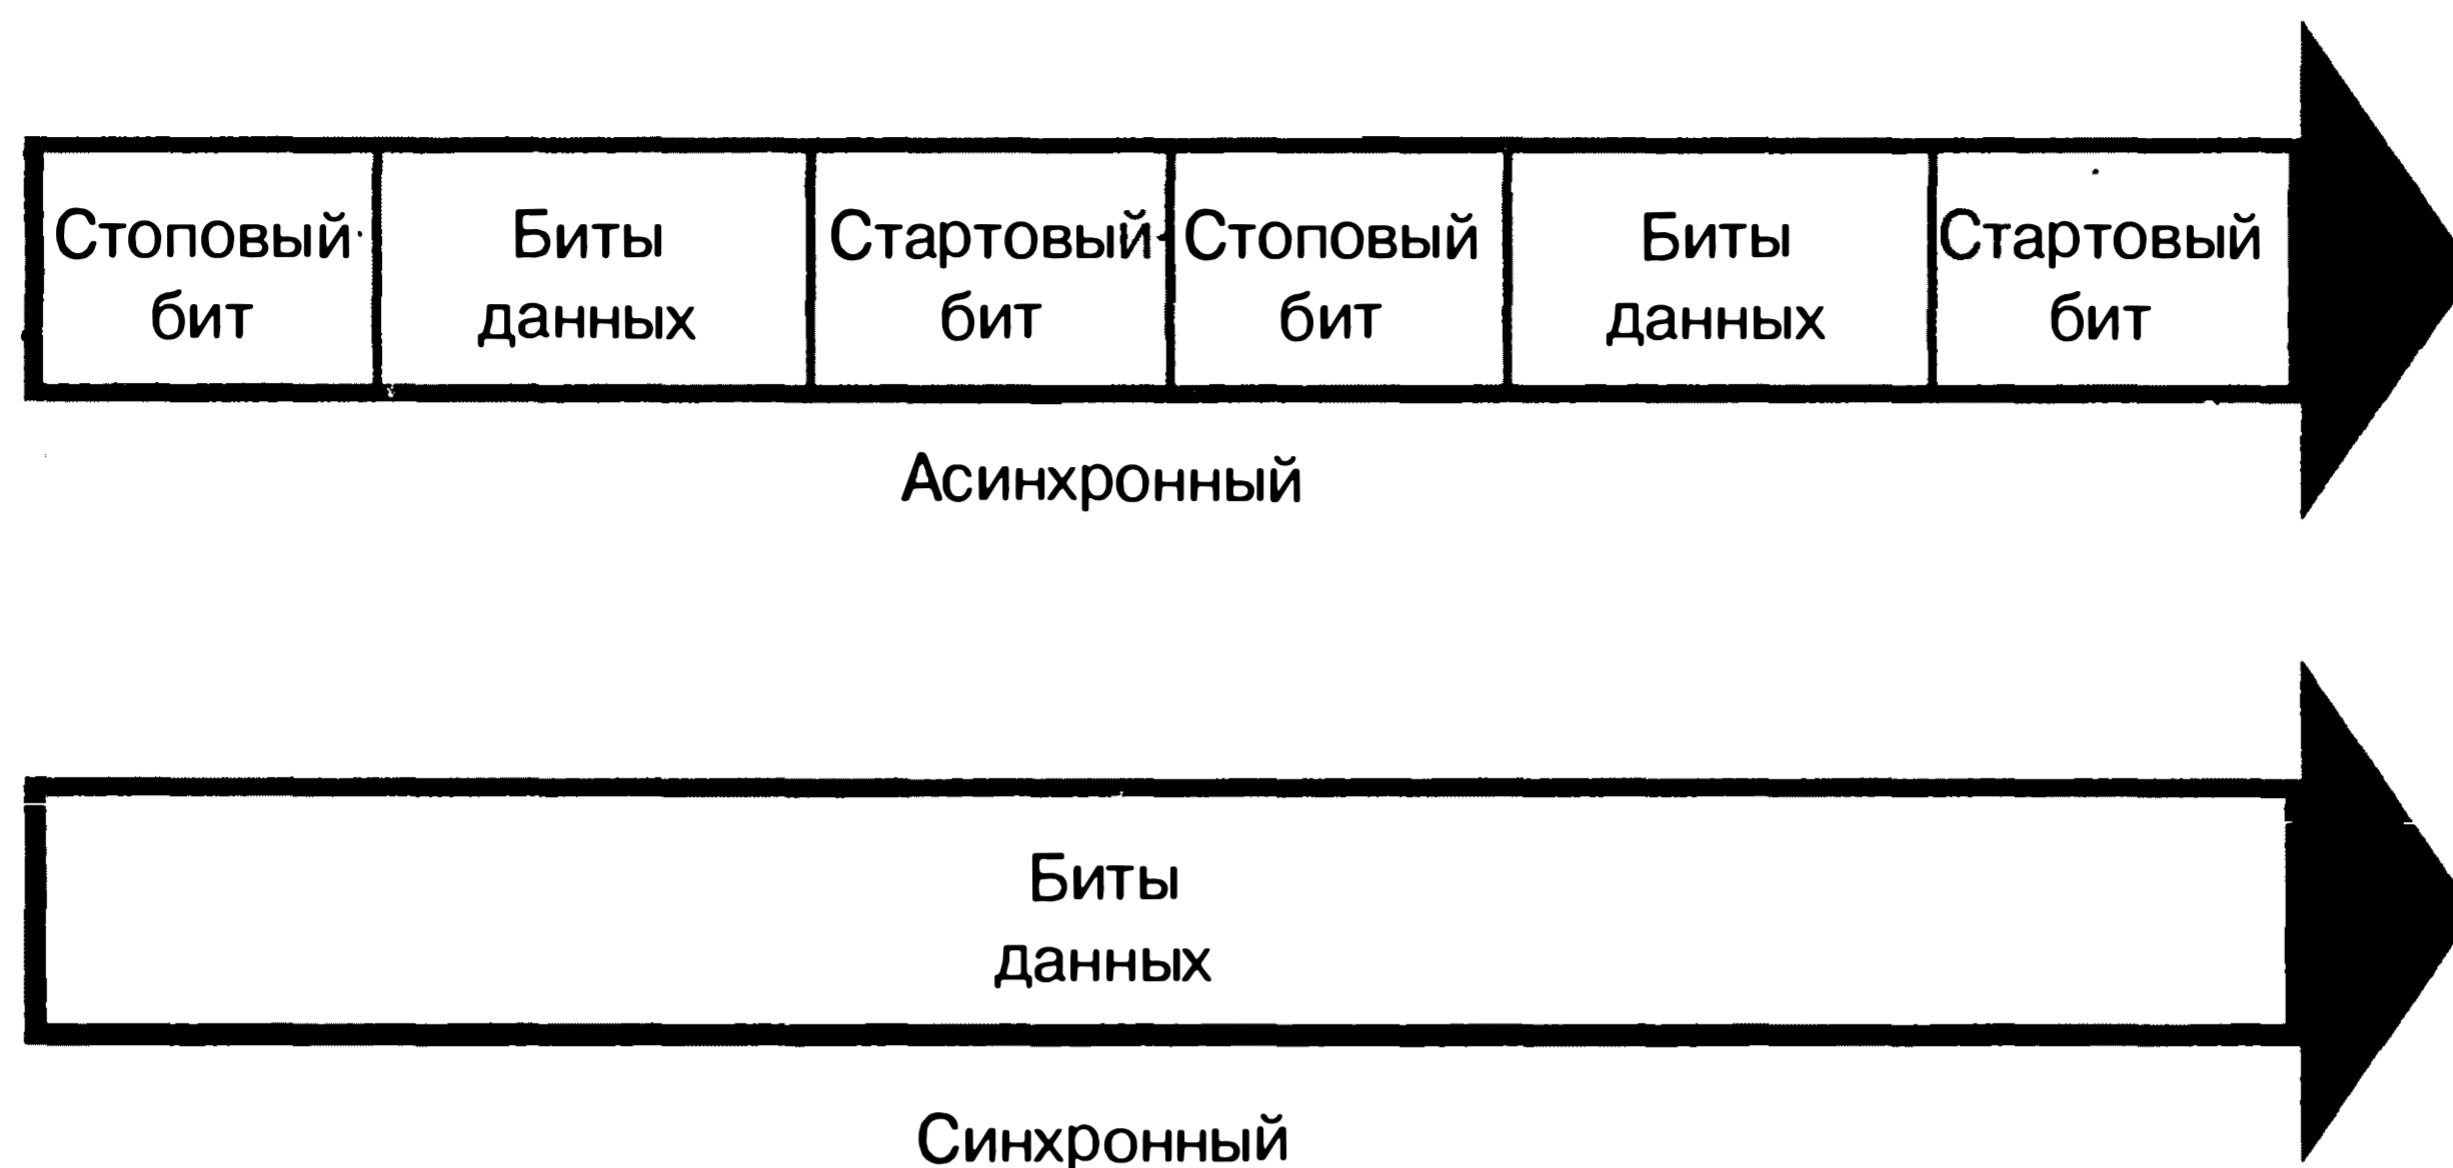 Стоповый
бит
Биты
данных
Стартовый
бит
Стоповый
бит
Биты
данных
Стартовый
бит
Асинхронный
Биты
данных
Синхронный